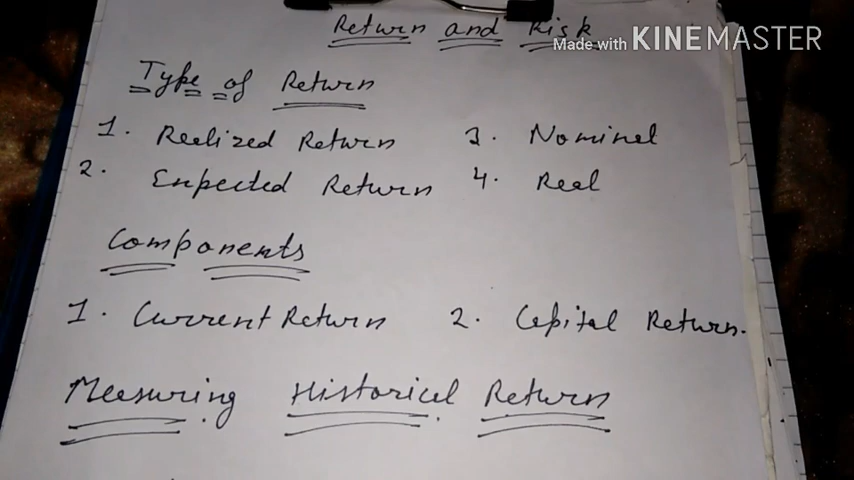 Return and Risk
Made with KINEMASTER
Type of Return
1. Realized Return 3. Nominal
2. Expected Return 4. Real
Components
1. Current Return 2. Capital Return.
Measuring Historical Return